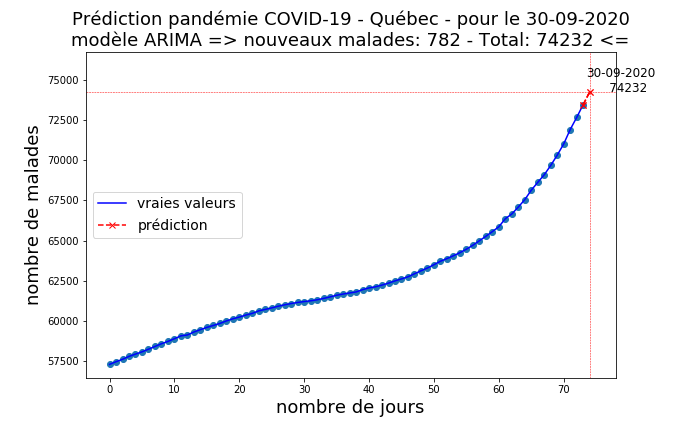 Prédiction pandémie COVID-19 - Québec - pour le 30-09-2020
modèle ARIMA => nouveaux malades: 782 - Total: 74232 <=
30-09-2020
74232
75000
72500
70000
67500
65000
62500
60000
57500
nombre de malades
vraies valeurs
prédiction
0 10 20 30 40 50 60 70
nombre de jours